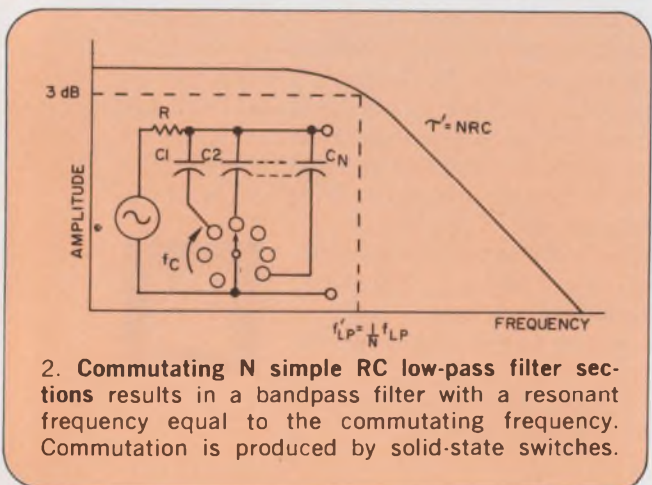 3 dB
R
C1 C2 CN
τ'= NRC
AMPLITUDE
fC
f'LP = 1/N fLP
FREQUENCY
2. Commutating N simple RC low-pass filter sec-
tions results in a bandpass filter with a resonant
frequency equal to the commutating frequency.
Commutation is produced by solid-state switches.